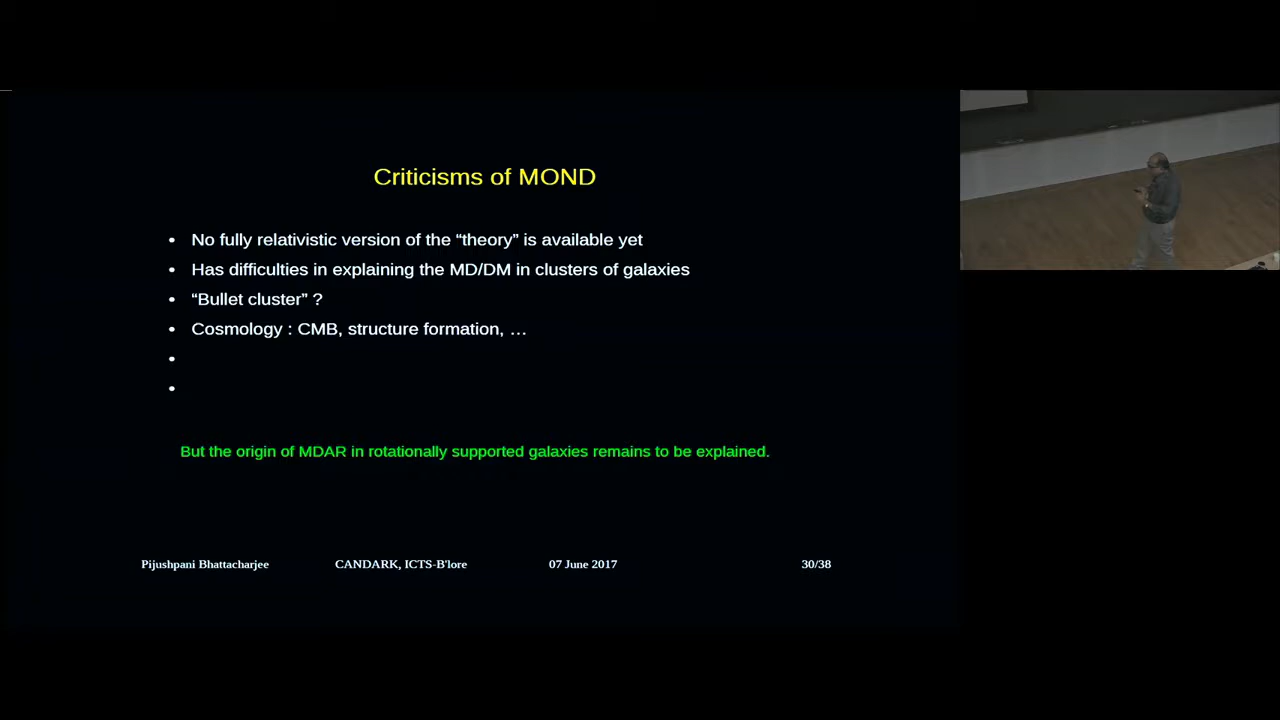 Criticisms of MOND
• No fully relativistic version of the “theory” is available yet
• Has difficulties in explaining the MD/DM in clusters of galaxies
• “Bullet cluster” ?
• Cosmology : CMB, structure formation, …
•
•
But the origin of MDAR in rotationally supported galaxies remains to be explained.
Pijushpani Bhattacharjee CANDARK, ICTS-B'lore 07 June 2017 30/38